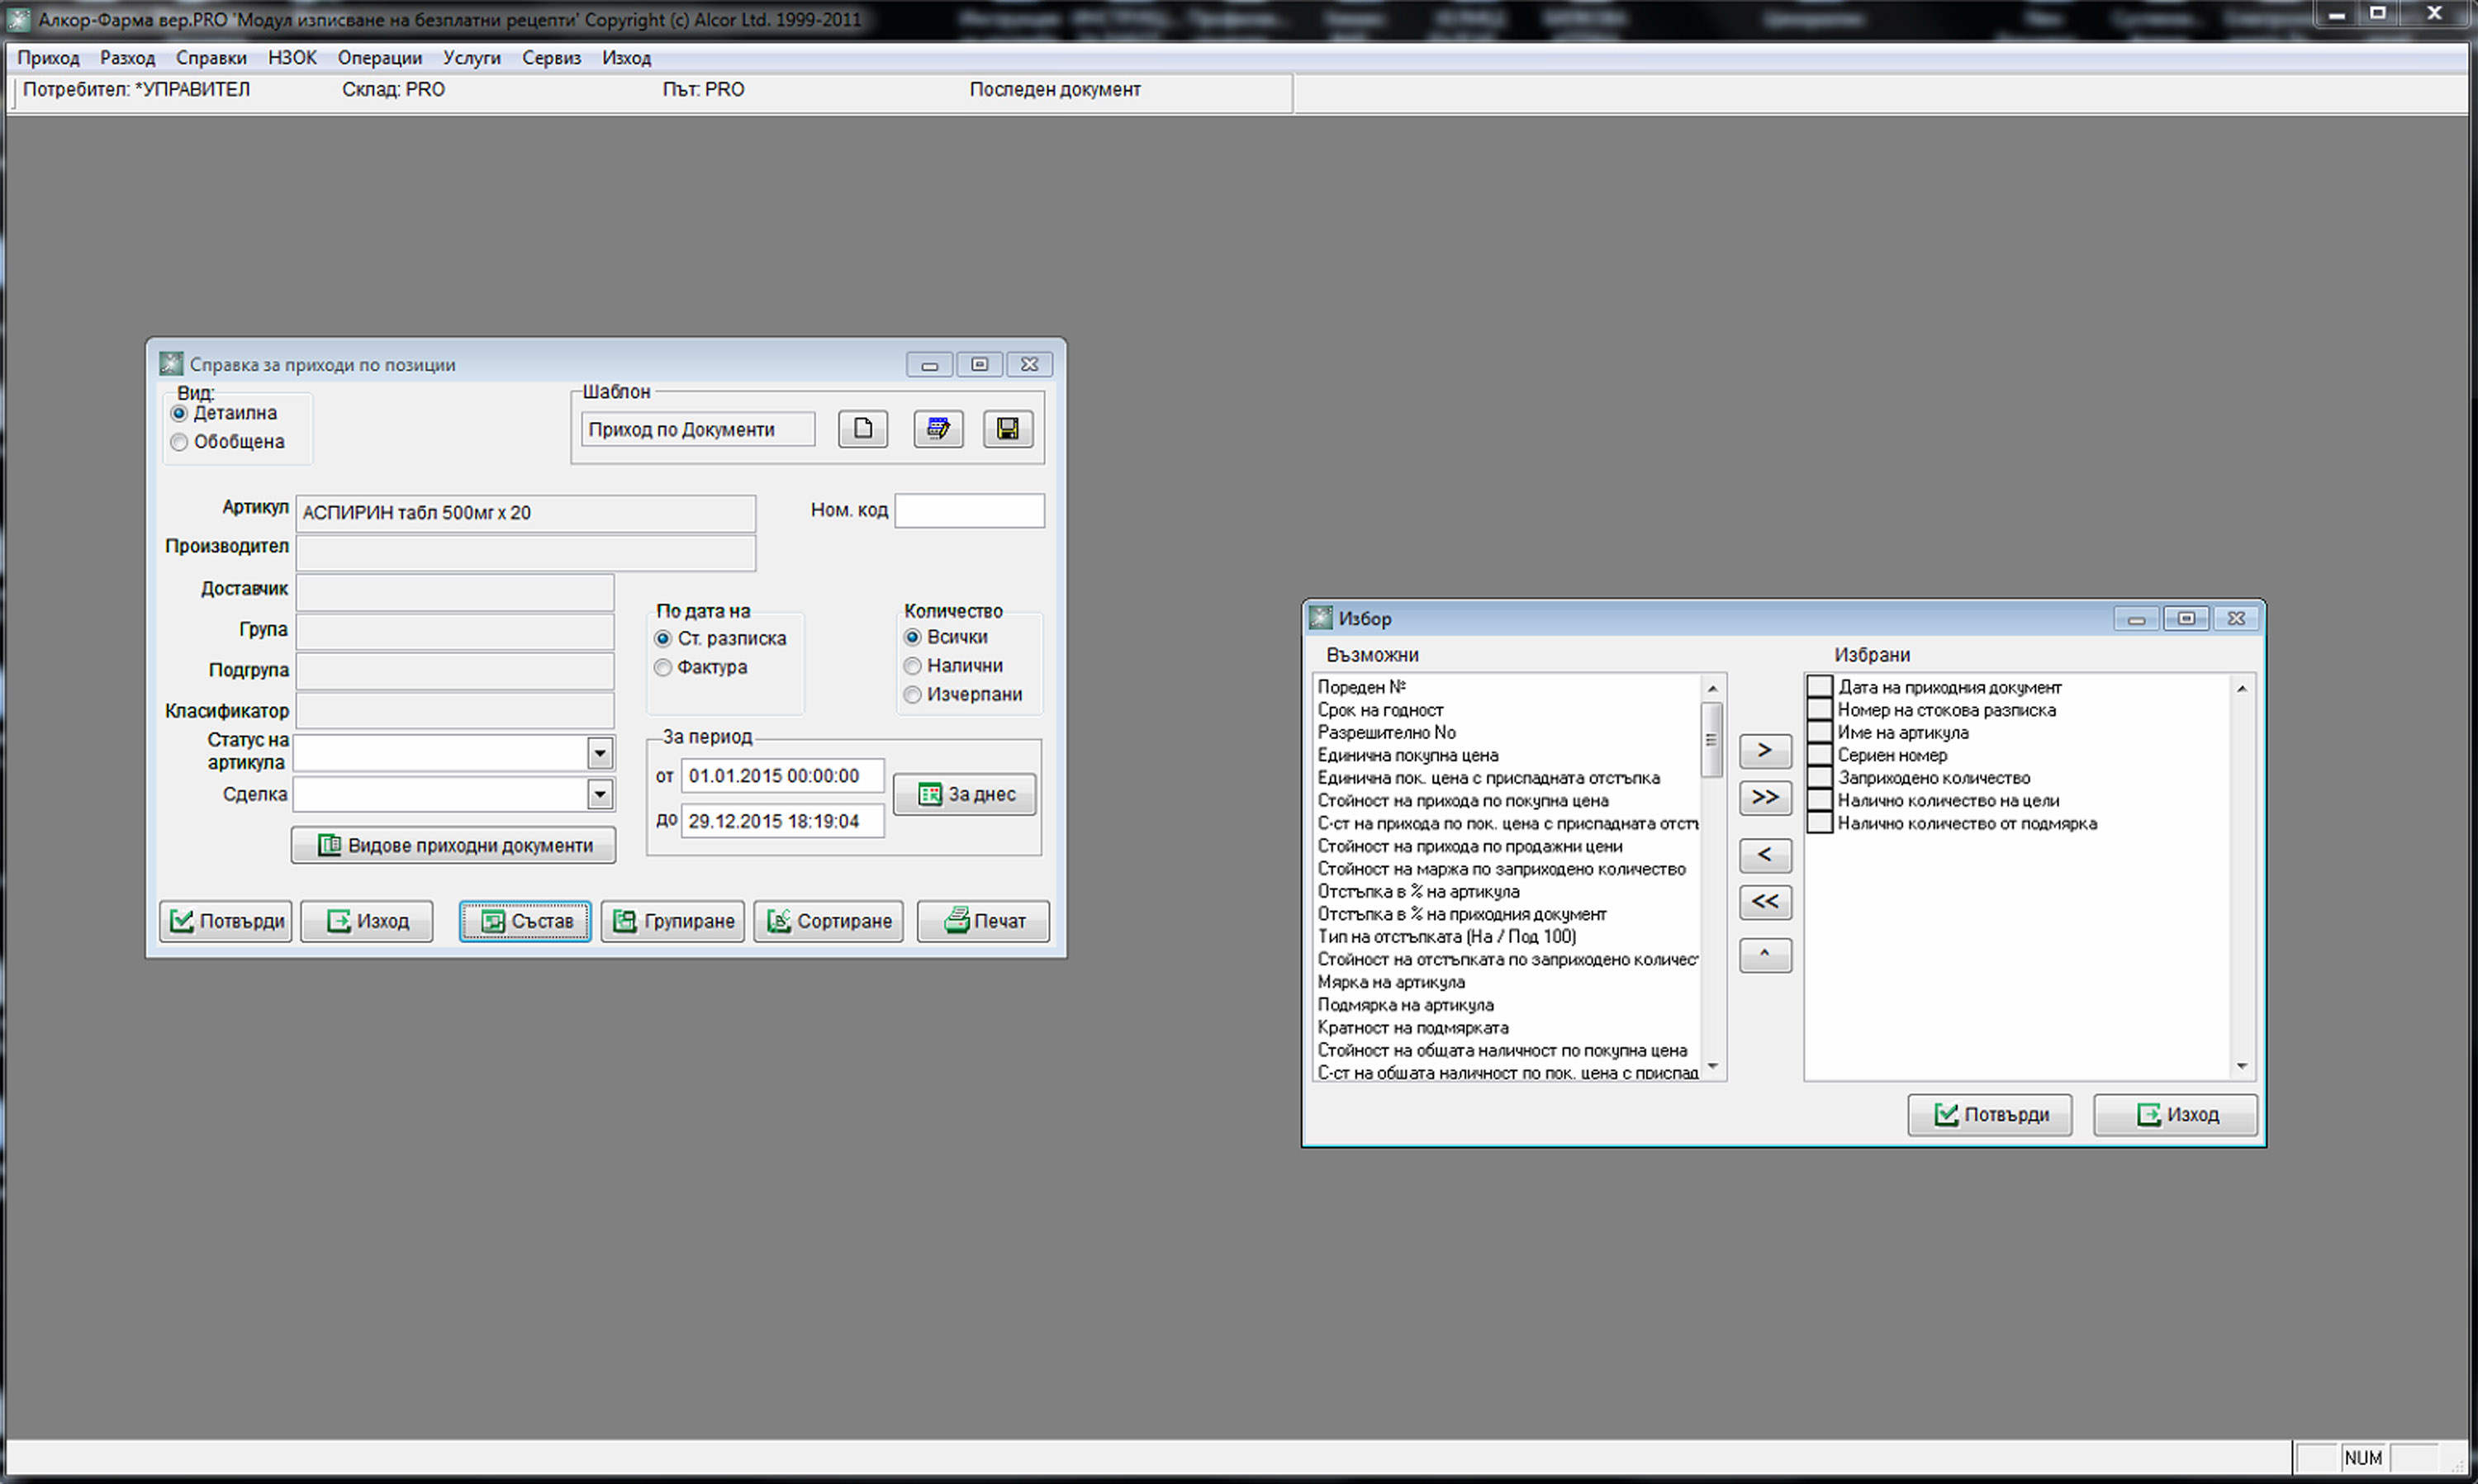 Алкор-Фарма вер.PRO 'Модул изписване на безплатни рецепти' Copyright (c) Alcor Ltd. 1999-2011
Приход Разход Справки НЗОК Операции Услуги Сервиз Изход
Потребител: *УПРАВИТЕЛ Склад: PRO Път: PRO Последен документ
Справка за приходи по позиции
Вид:
Детаилна
Обобщена
Шаблон
Приход по Документи
Артикул АСПИРИН табл 500мг x 20
Ном. код
Производител
Доставчик
Група
Подгрупа
Класификатор
Статус на
артикула
Сделка
Видове приходни документи
По дата на
Ст. разписка
Фактура
Количество
Всички
Налични
Изчерпани
За период
от 01.01.2015 00:00:00
до 29.12.2015 18:19:04
За днес
Потвърди Изход Състав Групиране Сортиране Печат
Избор
Възможни
Пореден №
Срок на годност
Разрешително No
Единична покупна цена
Единична пок. цена с приспадната отстъпка
Стойност на прихода по покупна цена
С-ст на прихода по пок. цена с приспадната отстъ
Стойност на прихода по продажни цени
Стойност на маржа по заприходено количество
Отстъпка в % на артикула
Отстъпка в % на приходния документ
Тип на отстъпката (На / Под 100)
Стойност на отстъпката по заприходено количес
Мярка на артикула
Подмярка на артикула
Кратност на подмярката
Стойност на общата наличност по покупна цена
С-ст на общата наличност по пок. цена с приспад
> 
>>
<
<<
^
Избрани
Дата на приходния документ
Номер на стокова разписка
Име на артикула
Сериен номер
Заприходено количество
Налично количество на цели
Налично количество от подмярка
Потвърди Изход
NUM